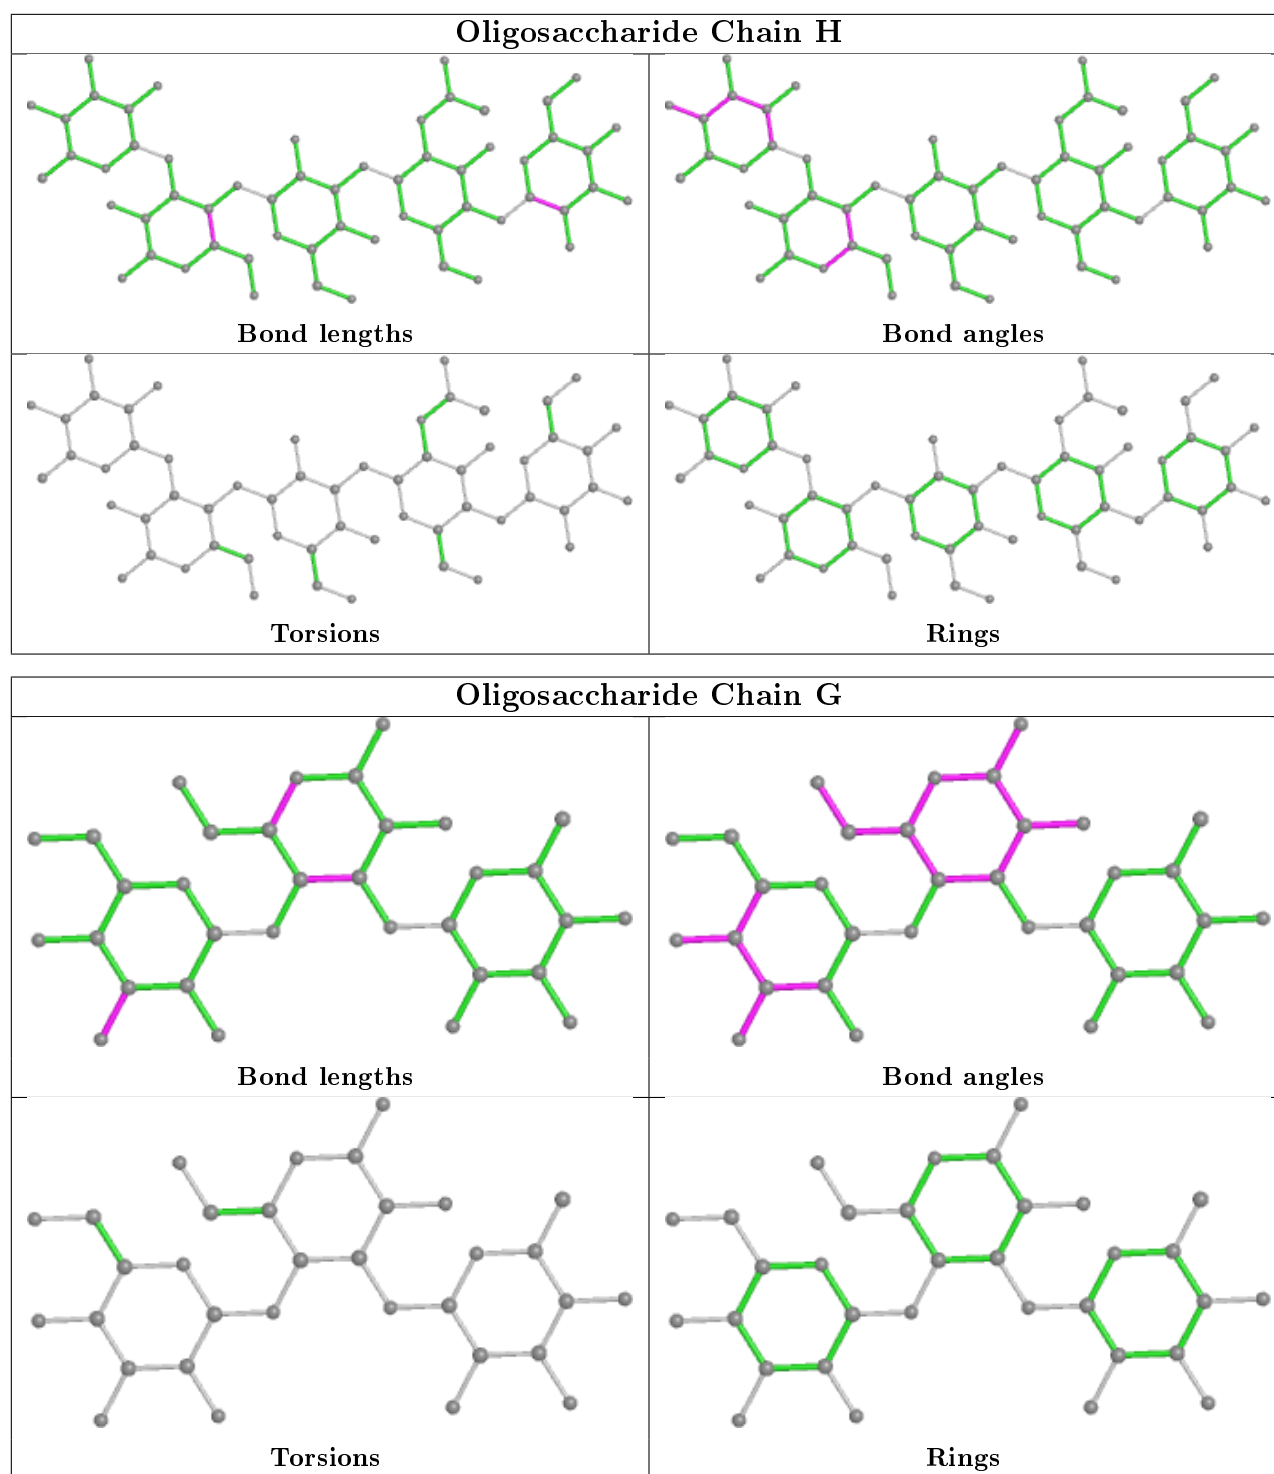 Oligosaccharide Chain H
Bond lengths
Bond angles
Torsions
Rings
Oligosaccharide Chain G
Bond lengths
Bond angles
Torsions
Rings